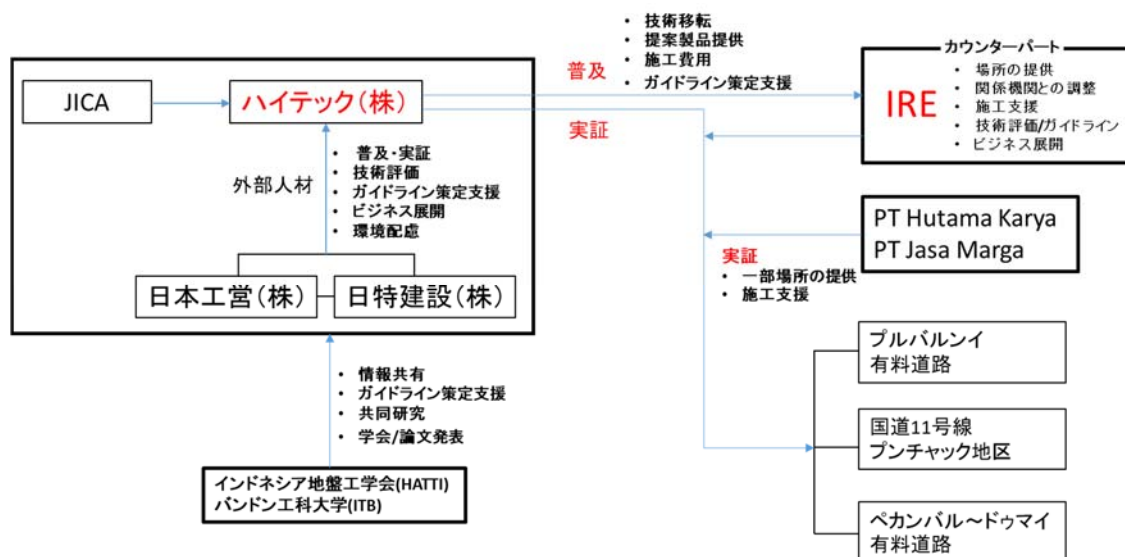 JICA
ハイテック（株）
外部人材
• 普及・実証
• 技術評価
• ガイドライン策定支援
• ビジネス展開
• 環境配慮
日本工営（株）
日特建設（株）
• 情報共有
• ガイドライン策定支援
• 共同研究
• 学会/論文発表
インドネシア地盤工学会(HATTI)
バンドン工科大学(ITB)
普及
• 技術移転
• 提案製品提供
• 施工費用
• ガイドライン策定支援
実証
カウンターパート
IRE
• 場所の提供
• 関係機関との調整
• 施工支援
• 技術評価/ガイドライン
• ビジネス展開
PT Hutama Karya
PT Jasa Marga
実証
• 一部場所の提供
• 施工支援
プルバルンイ
有料道路
国道11号線
プンチャック地区
ペカンバル～ドゥマイ
有料道路